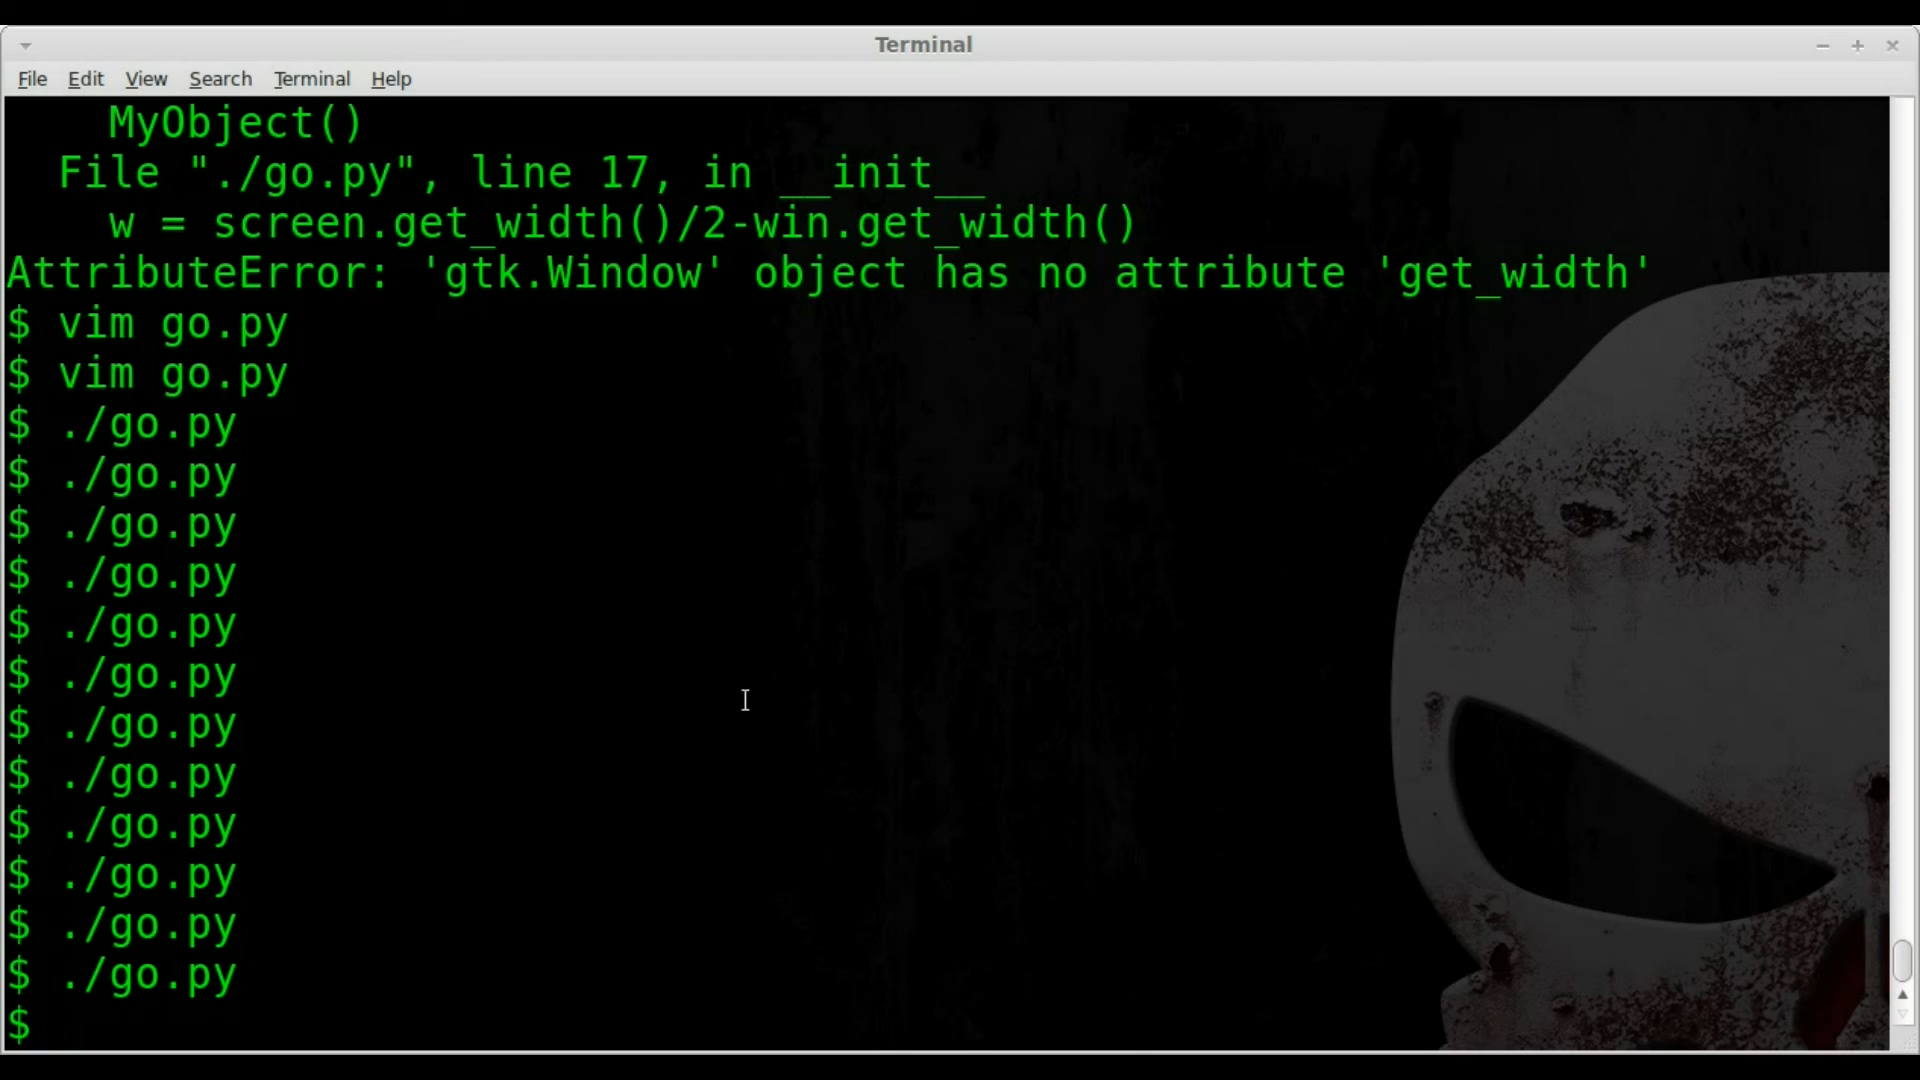 Terminal
File Edit View Search Terminal Help
MyObject()
File "./go.py", line 17, in __init__
w = screen.get_width()/2-win.get_width()
AttributeError: 'gtk.Window' object has no attribute 'get_width'
$ vim go.py
$ vim go.py
$ ./go.py
$ ./go.py
$ ./go.py
$ ./go.py
$ ./go.py
$ ./go.py
$ ./go.py
$ ./go.py
$ ./go.py
$ ./go.py
$ ./go.py
$ ./go.py
$